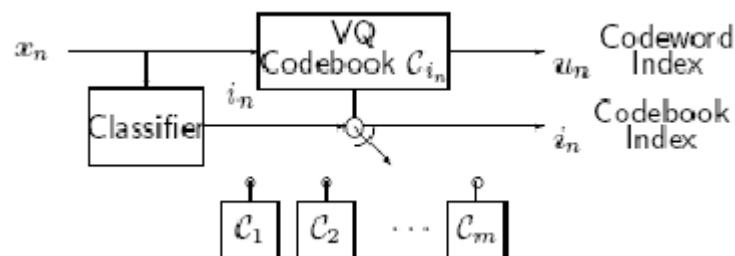 x_n
VQ
Codebook C_{i_n}
u_n
Codeword
Index
Classifier
i_n
i_n
Codebook
Index
C_1
C_2
...
C_m